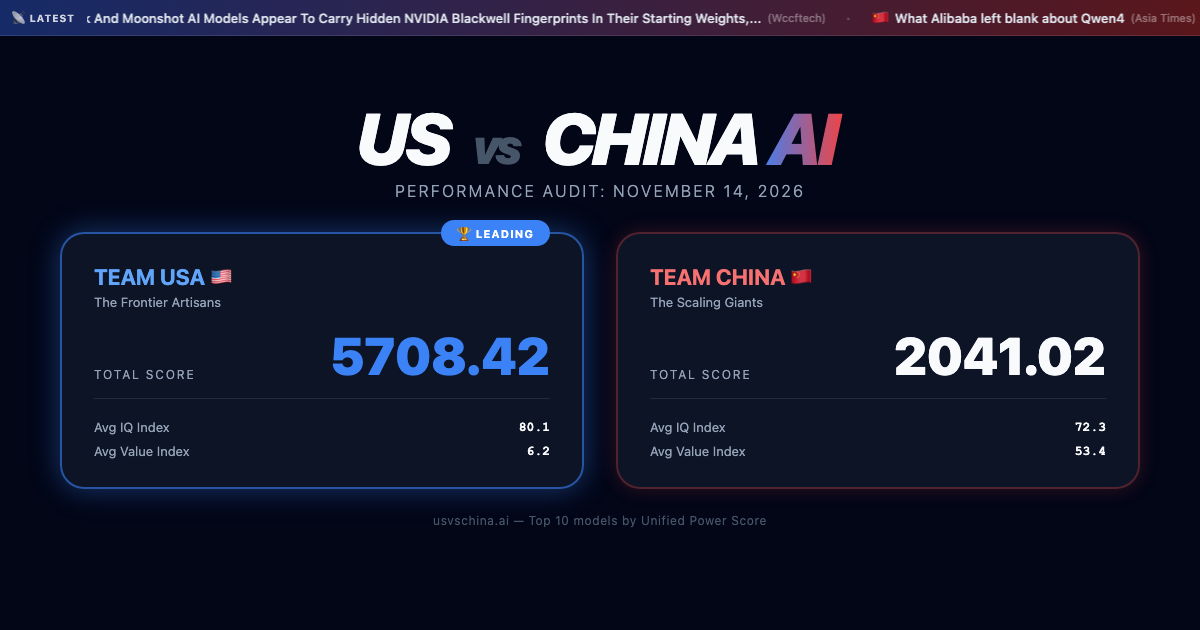 LATEST
And Moonshot AI Models Appear To Carry Hidden NVIDIA Blackwell Fingerprints In Their Starting Weights,... (Wccftech) · What Alibaba left blank about Qwen4 (Asia Times)
US vs CHINA AI
PERFORMANCE AUDIT: NOVEMBER 14, 2026
LEADING
TEAM USA
The Frontier Artisans
TOTAL SCORE 5708.42
Avg IQ Index 80.1
Avg Value Index 6.2
TEAM CHINA
The Scaling Giants
TOTAL SCORE 2041.02
Avg IQ Index 72.3
Avg Value Index 53.4
usvschina.ai — Top 10 models by Unified Power Score